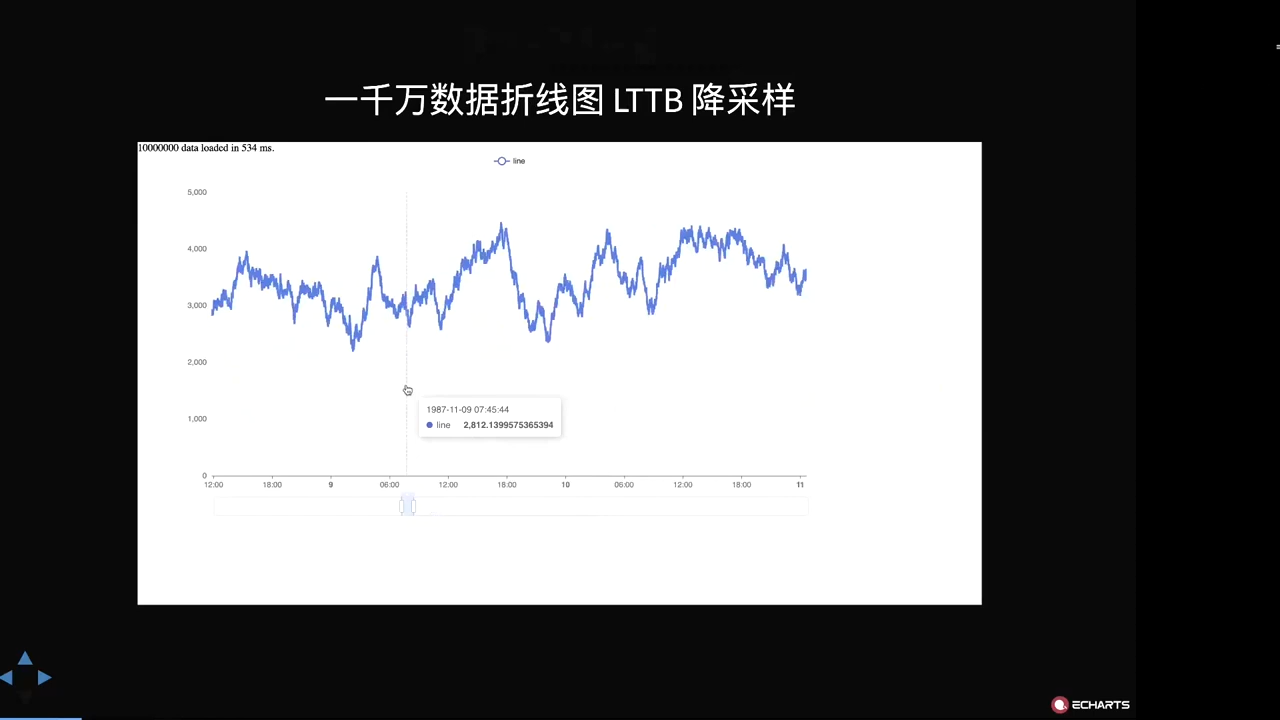 一千万数据折线图 LTTB 降采样
10000000 data loaded in 534 ms.
line
5,000
4,000
3,000
2,000
1,000
0
1987-11-09 07:45:44
line 2,812.1399575365394
12:00 18:00 9 06:00 12:00 18:00 10 06:00 12:00 18:00 11
ECHARTS